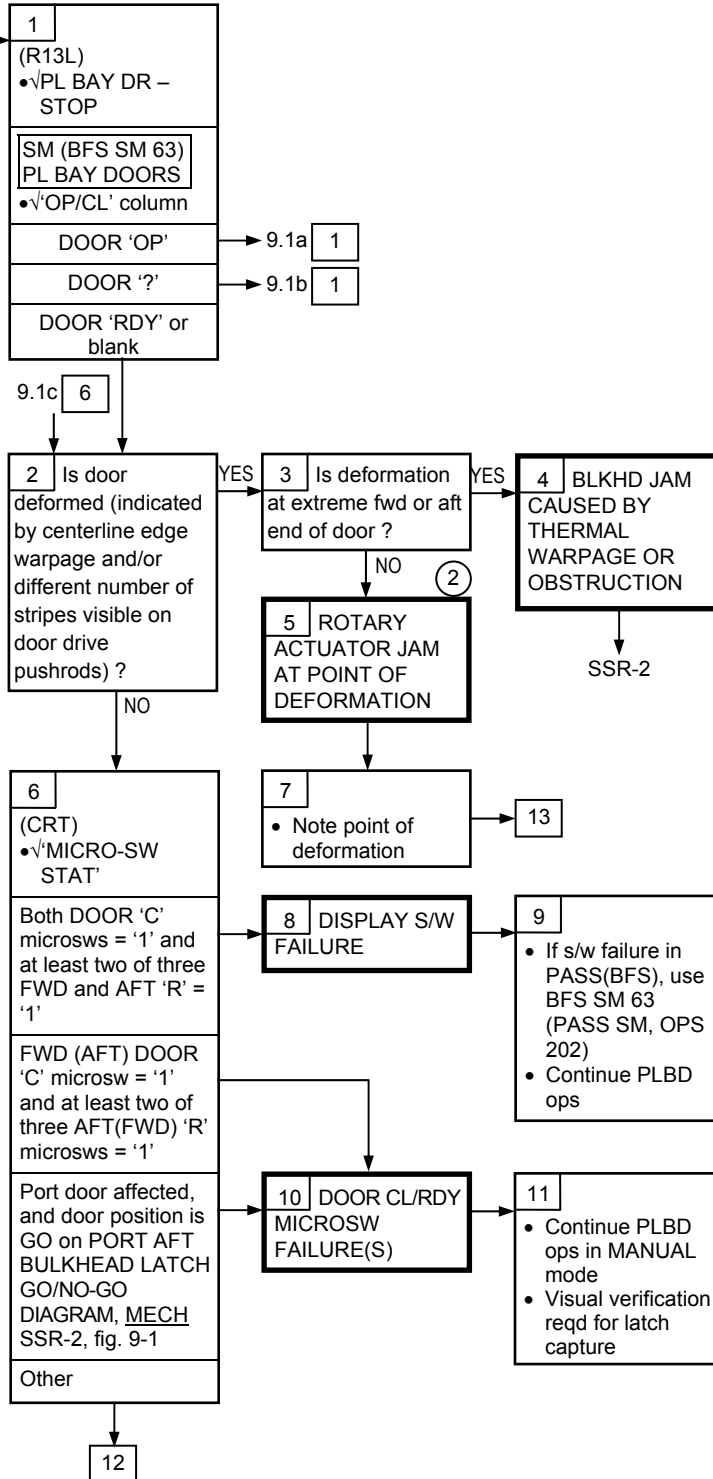 1
(R13L)
•√PL BAY DR –
STOP
SM (BFS SM 63)
PL BAY DOORS
•√'OP/CL' column
DOOR 'OP'
9.1a 1
DOOR '?'
9.1b 1
DOOR 'RDY' or
blank
9.1c 6
2 Is door
deformed (indicated
by centerline edge
warpage and/or
different number of
stripes visible on
door drive
pushrods) ?
YES
NO
3 Is deformation
at extreme fwd or aft
end of door ?
YES
NO
4 BLKHD JAM
CAUSED BY
THERMAL
WARPAGE OR
OBSTRUCTION
SSR-2
2
5 ROTARY
ACTUATOR JAM
AT POINT OF
DEFORMATION
7
• Note point of
deformation
13
6
(CRT)
•√'MICRO-SW
STAT'
Both DOOR 'C'
microsws = '1' and
at least two of three
FWD and AFT 'R' =
'1'
FWD (AFT) DOOR
'C' microsw = '1'
and at least two of
three AFT(FWD) 'R'
microsws = '1'
Port door affected,
and door position is
GO on PORT AFT
BULKHEAD LATCH
GO/NO-GO
DIAGRAM, MECH
SSR-2, fig. 9-1
Other
12
8 DISPLAY S/W
FAILURE
9
• If s/w failure in
PASS(BFS), use
BFS SM 63
(PASS SM, OPS
202)
• Continue PLBD
ops
10 DOOR CL/RDY
MICROSW
FAILURE(S)
11
• Continue PLBD
ops in MANUAL
mode
• Visual verification
reqd for latch
capture